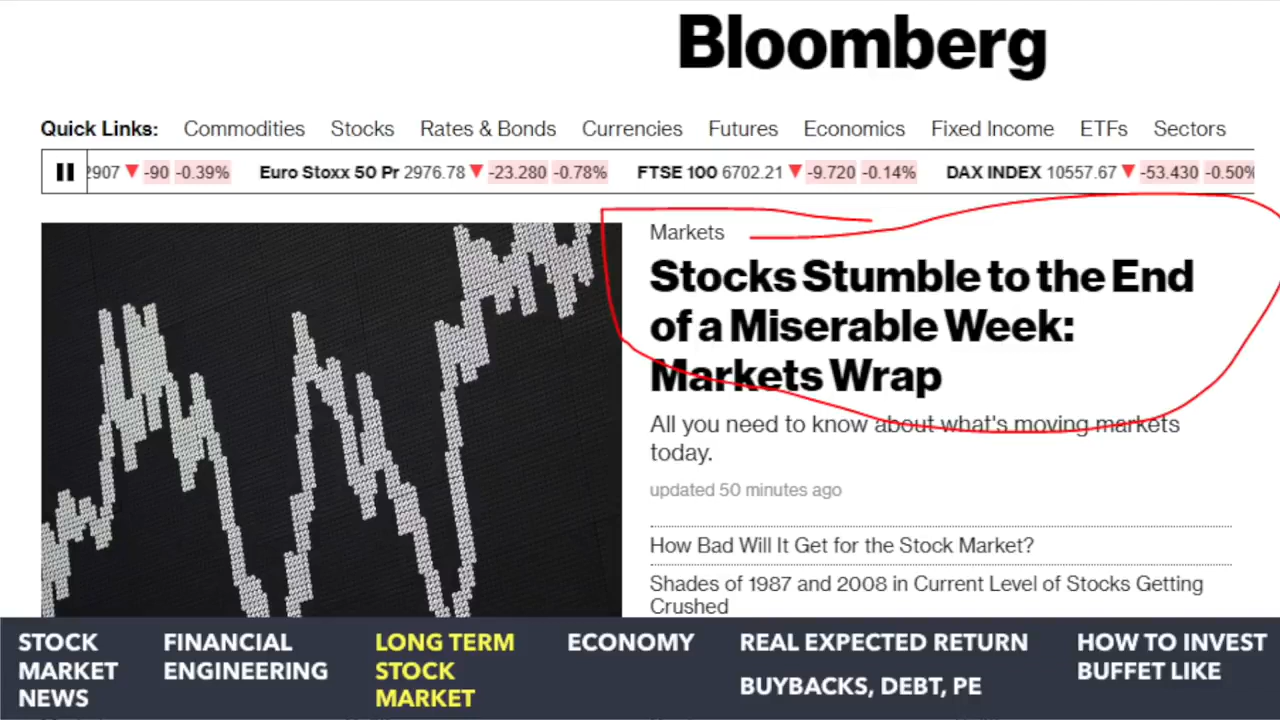 Bloomberg
Quick Links: Commodities Stocks Rates & Bonds Currencies Futures Economics Fixed Income ETFs Sectors
2907 ▼ -90 -0.39% Euro Stoxx 50 Pr 2976.78 ▼ -23.280 -0.78% FTSE 100 6702.21 ▼ -9.720 -0.14% DAX INDEX 10557.67 ▼ -53.430 -0.50%
Markets
Stocks Stumble to the End
of a Miserable Week:
Markets Wrap
All you need to know about what's moving markets
today.
updated 50 minutes ago
How Bad Will It Get for the Stock Market?
Shades of 1987 and 2008 in Current Level of Stocks Getting
Crushed
STOCK
MARKET
NEWS
FINANCIAL
ENGINEERING
LONG TERM
STOCK
MARKET
ECONOMY
REAL EXPECTED RETURN
BUYBACKS, DEBT, PE
HOW TO INVEST
BUFFET LIKE